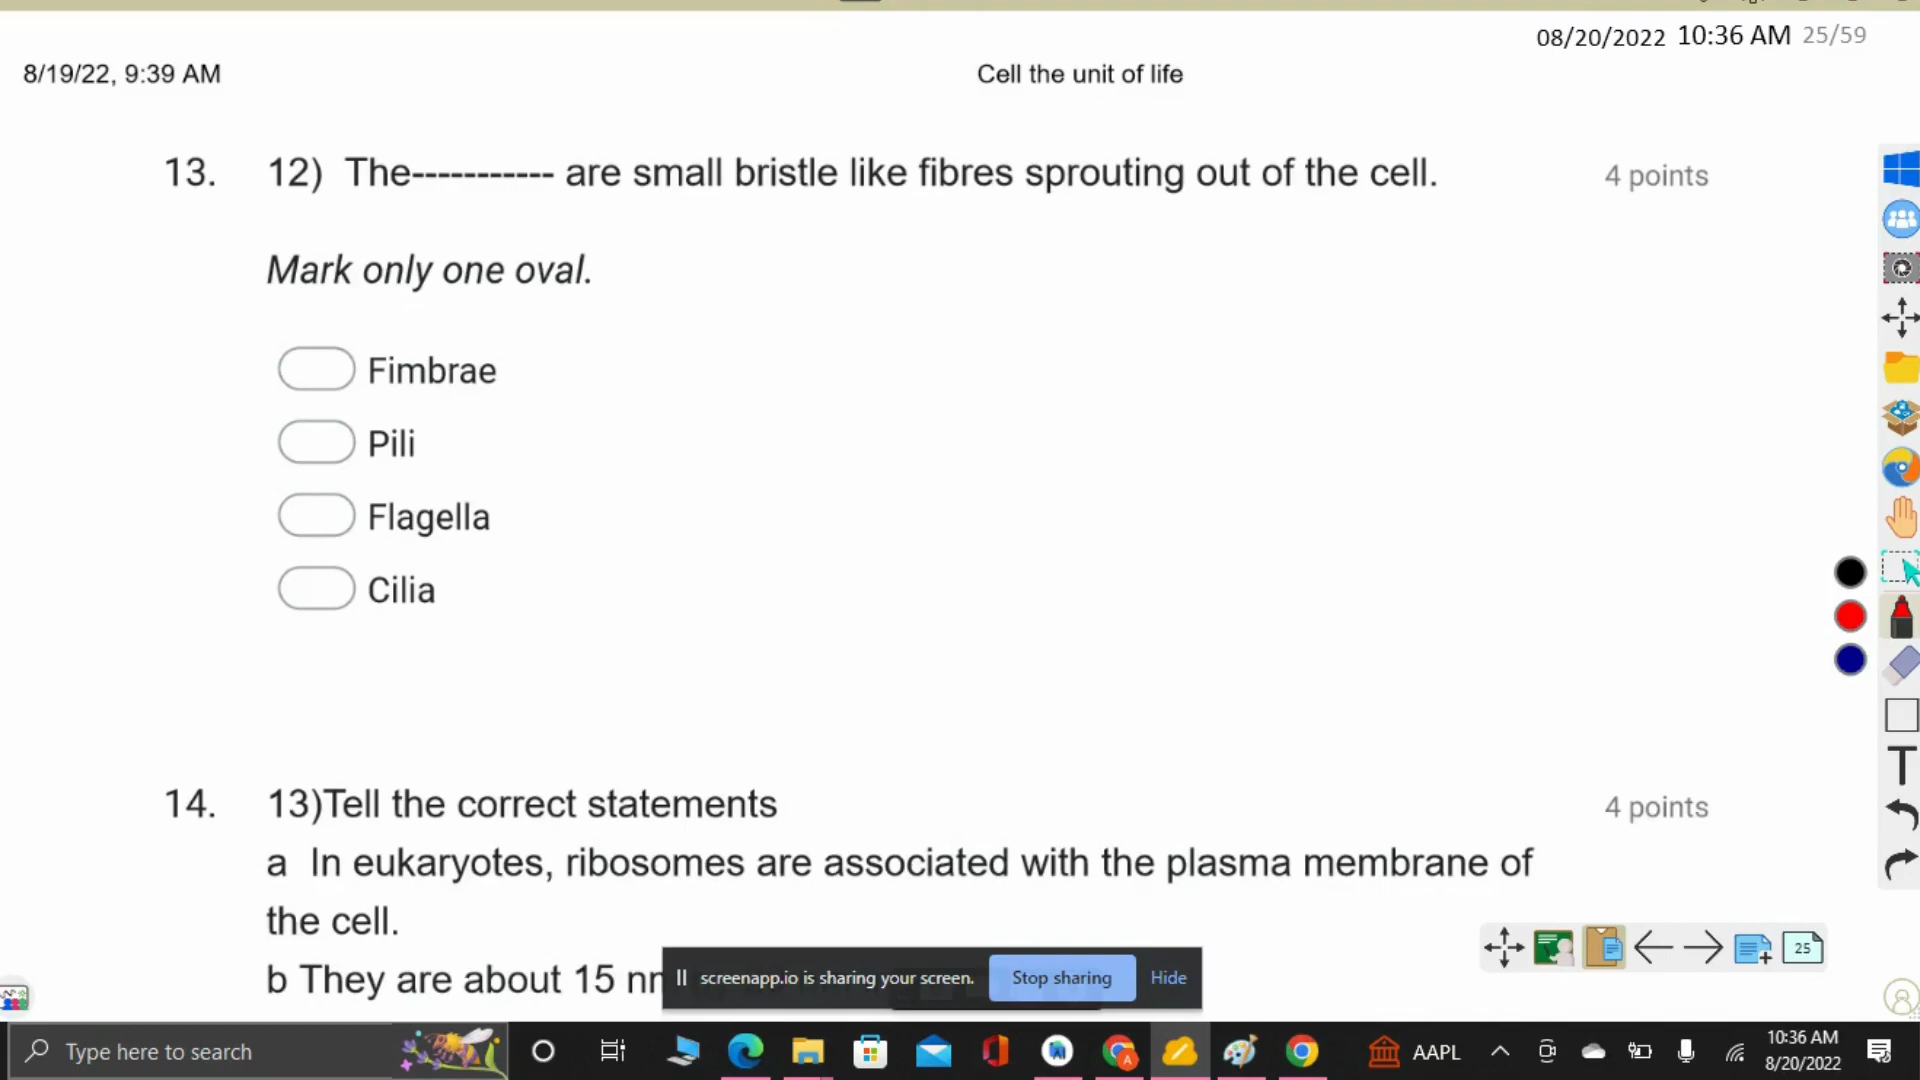 08/20/2022 10:36 AM 25/59
8/19/22, 9:39 AM Cell the unit of life
13. 12) The----------- are small bristle like fibres sprouting out of the cell. 4 points
Mark only one oval.
Fimbrae
Pili
Flagella
Cilia
14. 13)Tell the correct statements 4 points
a In eukaryotes, ribosomes are associated with the plasma membrane of
the cell.
b They are about 15
screenapp.io is sharing your screen. Stop sharing Hide
25
Type here to search
AAPL
10:36 AM
8/20/2022